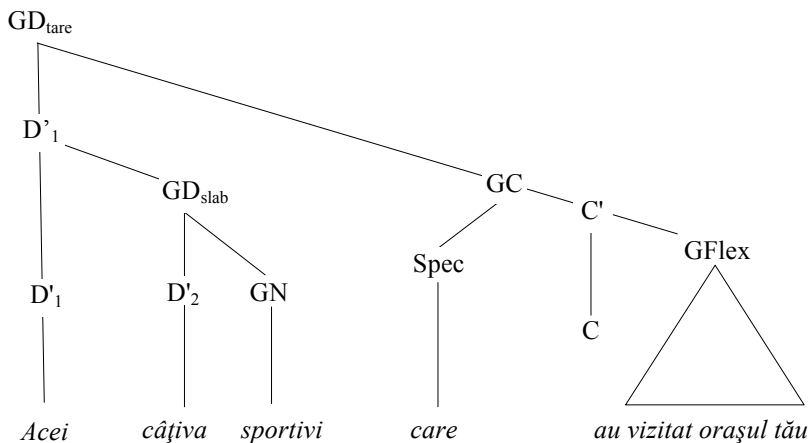 GDtare
D’1
GDslab
GC
C'
Spec
GFlex
D'1
D'2
GN
C
Acei câţiva sportivi care au vizitat oraşul tău